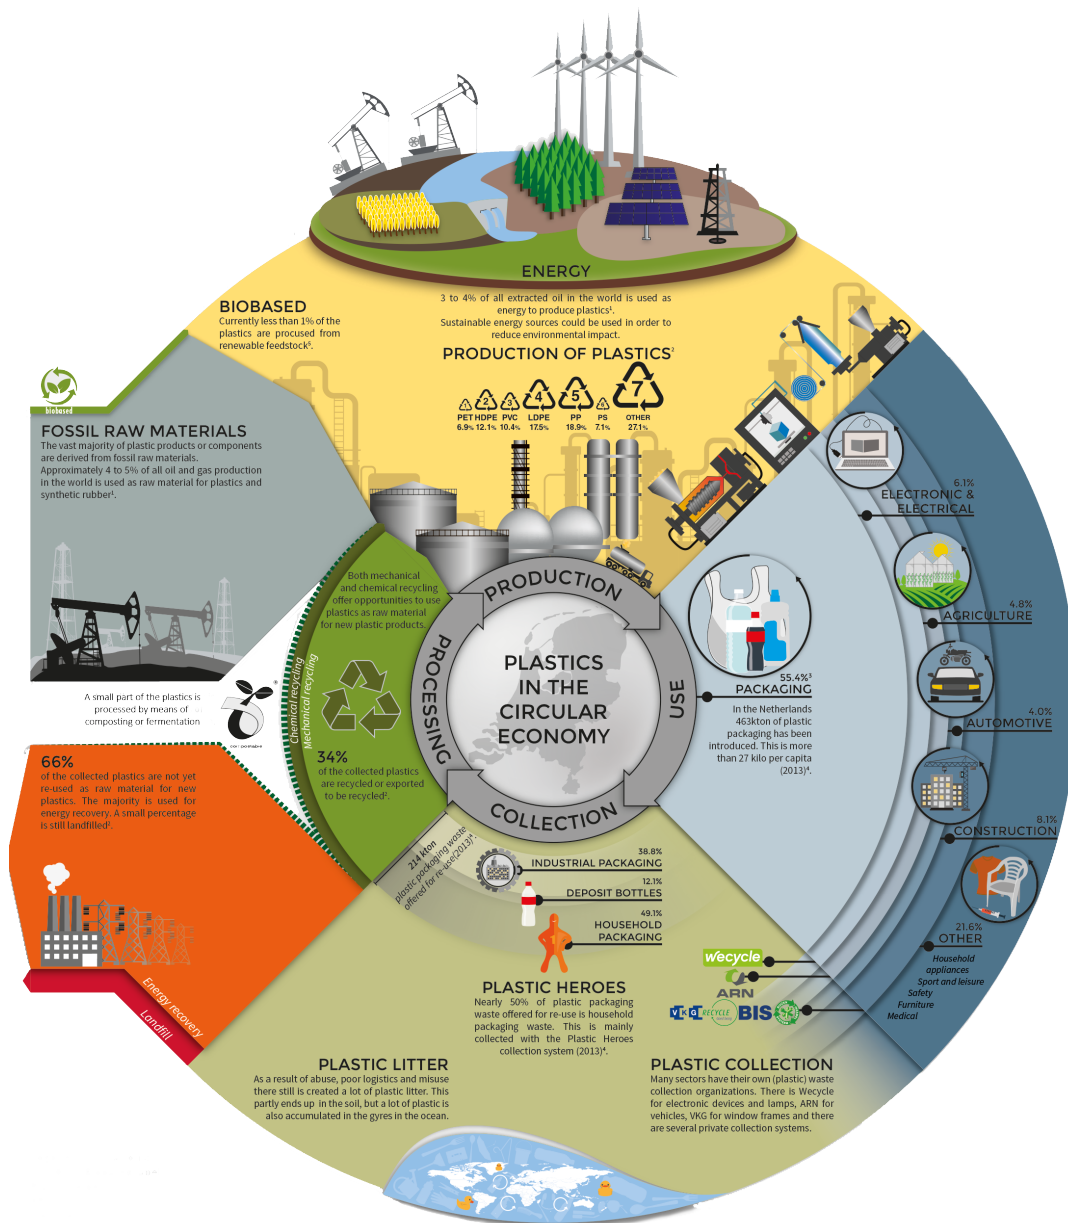 ENERGY
3 to 4% of all extracted oil in the world is used as
energy to produce plastics¹.
Sustainable energy sources could be used in order to
reduce environmental impact.
BIOBASED
Currently less than 1% of the
plastics are procused from
renewable feedstock⁶.
PRODUCTION OF PLASTICS²
1 2 3 4 5 6 7
PET HDPE PVC LDPE PP PS OTHER
6.9% 12.1% 10.4% 17.5% 18.9% 7.1% 27.1%
biobased
FOSSIL RAW MATERIALS
The vast majority of plastic products or components
are derived from fossil raw materials.
Approximately 4 to 5% of all oil and gas production
in the world is used as raw material for plastics and
synthetic rubber¹.
6.1%
ELECTRONIC &
ELECTRICAL
4.8%
AGRICULTURE
4.0%
AUTOMOTIVE
8.1%
CONSTRUCTION
21.6%
OTHER
Household
appliances
Sport and leisure
Safety
Furniture
Medical
55.4%³
PACKAGING
In the Netherlands
463kton of plastic
packaging has been
introduced. This is more
than 27 kilo per capita
(2013)⁴.
PRODUCTION
USE
COLLECTION
PROCESSING
PLASTICS
IN THE
CIRCULAR
ECONOMY
Both mechanical
and chemical recycling
offer opportunities to use
plastics as raw material
for new plastic products.
Chemical recycling
Mechanical recycling
34%
of the collected plastics
are recycled or exported
to be recycled².
A small part of the plastics is
processed by means of
composting or fermentation
®
66%
of the collected plastics are not yet
re-used as raw material for new
plastics. The majority is used for
energy recovery. A small percentage
is still landfilled².
Energy recovery
Landfill
214 kton
plastic packaging waste
offered for re-use(2013)⁴.
38.8%
INDUSTRIAL PACKAGING
12.1%
DEPOSIT BOTTLES
49.1%
HOUSEHOLD
PACKAGING
PLASTIC HEROES
Nearly 50% of plastic packaging
waste offered for re-use is household
packaging waste. This is mainly
collected with the Plastic Heroes
collection system (2013)⁴.
wecycle
ARN
VKG RECYCLE BIS
PLASTIC LITTER
As a result of abuse, poor logistics and misuse
there still is created a lot of plastic litter. This
partly ends up in the soil, but a lot of plastic is
also accumulated in the gyres in the ocean.
PLASTIC COLLECTION
Many sectors have their own (plastic) waste
collection organizations. There is Wecycle
for electronic devices and lamps, ARN for
vehicles, VKG for window frames and there
are several private collection systems.